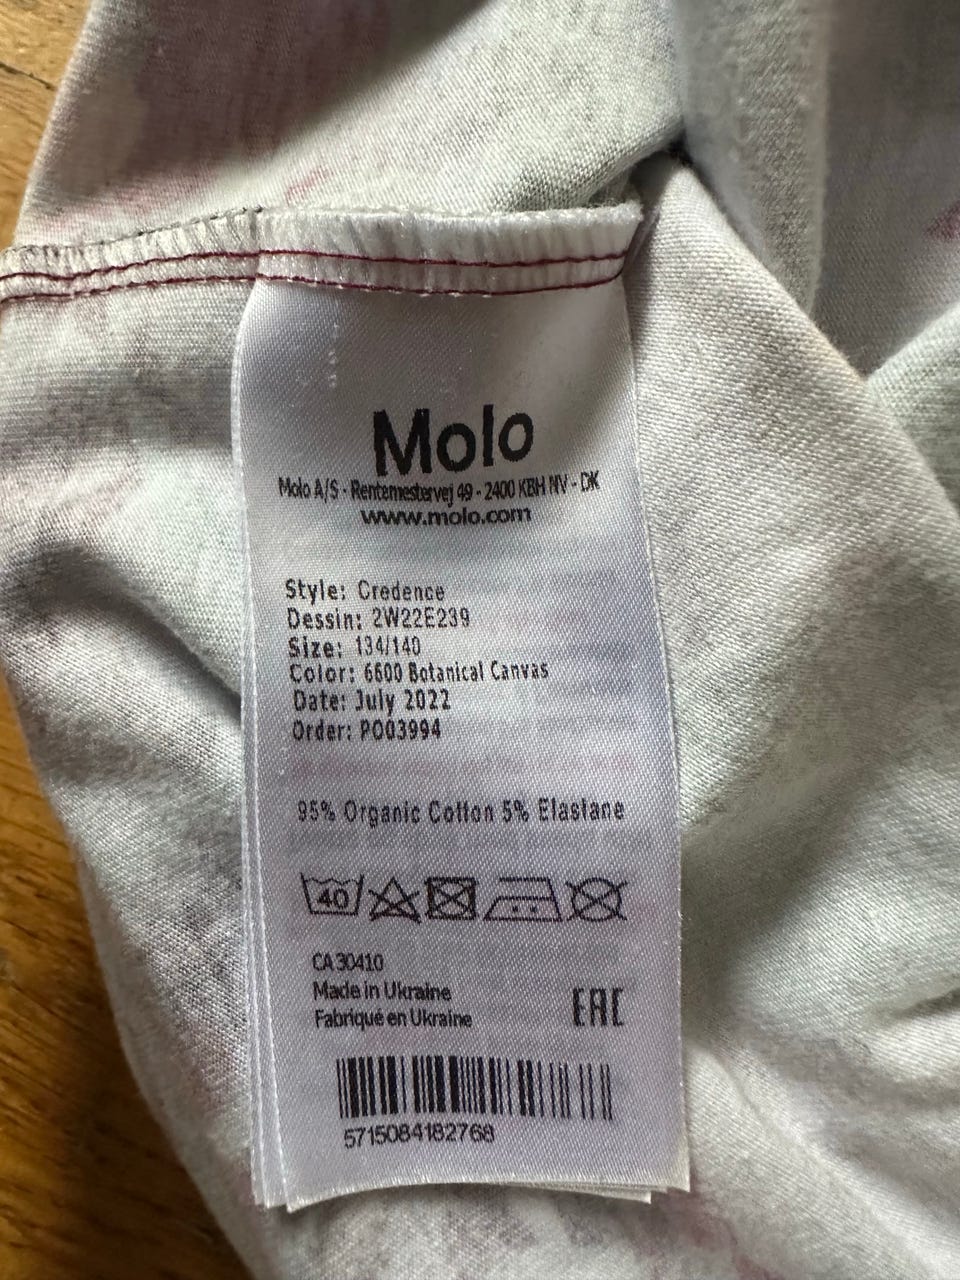 Molo
Molo A/S - Rentemestervej 49 - 2400 KBH NV - DK
www.molo.com
Style: Credence
Dessin: 2W22E239
Size: 134/140
Color: 6600 Botanical Canvas
Date: July 2022
Order: PO03994
95% Organic Cotton 5% Elastane
40
CA 30410
Made in Ukraine
Fabriqué en Ukraine
EAC
5715084182768